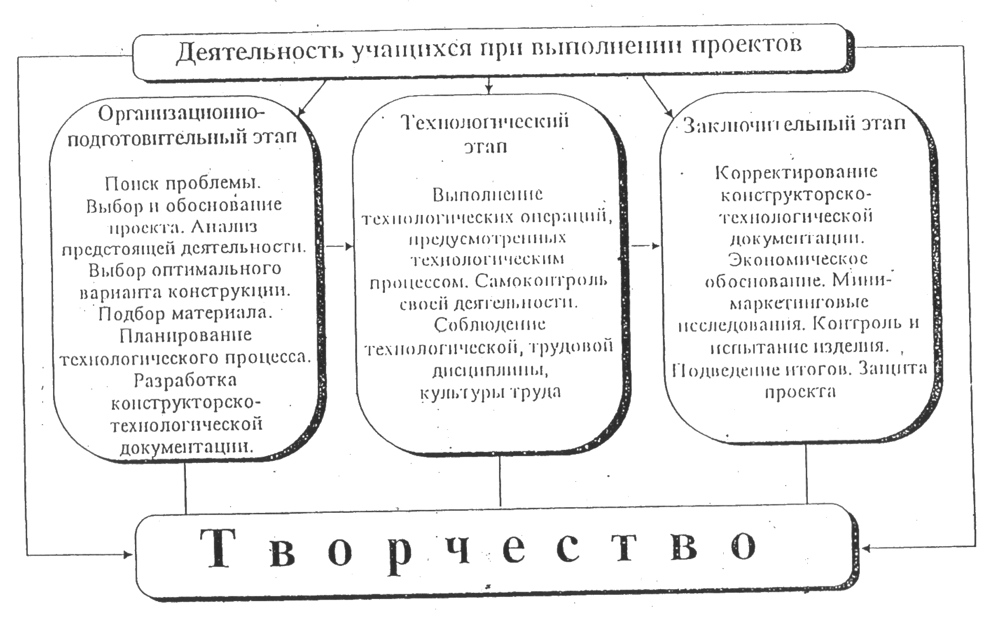 Деятельность учащихся при выполнении проектов
Организационно-
подготовительный этап
Поиск проблемы.
Выбор и обоснование
проекта. Анализ
предстоящей деятельности.
Выбор оптимального
варианта конструкции.
Подбор материала.
Планирование
технологического процесса.
Разработка
конструкторско-
технологической
документации.
Технологический
этап
Выполнение
технологических операций,
предусмотренных
технологическим
процессом. Самоконтроль
своей деятельности.
Соблюдение
технологической, трудовой
дисциплины,
культуры труда
Заключительный этап
Корректирование
конструкторско-
технологической
документации.
Экономическое
обоснование. Мини-
маркетинговые
исследования. Контроль и
испытание изделия.
Подведение итогов. Защита
проекта
Творчество